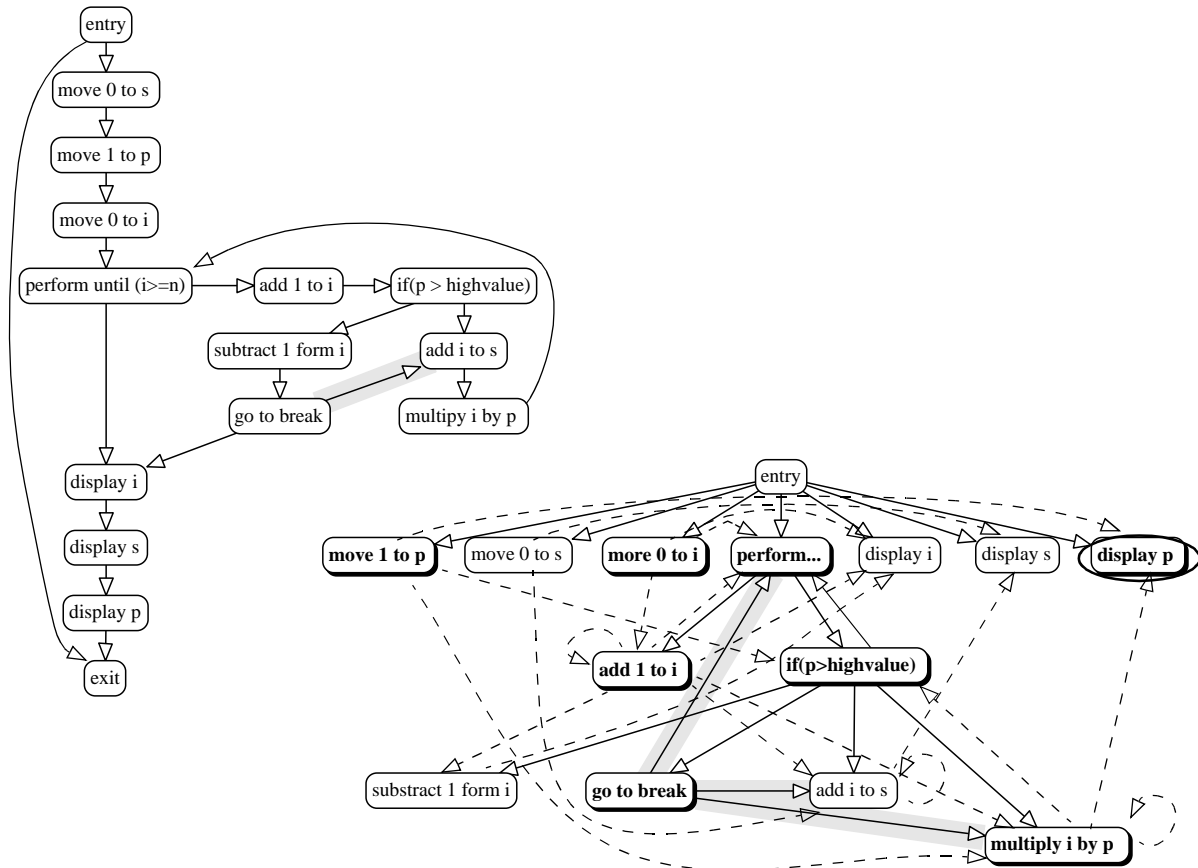 entry
move 0 to s
move 1 to p
move 0 to i
perform until (i>=n)
add 1 to i
if(p > highvalue)
subtract 1 form i
add i to s
go to break
multipy i by p
display i
display s
display p
exit
entry
move 1 to p
move 0 to s
more 0 to i
perform...
display i
display s
display p
add 1 to i
if(p>highvalue)
substract 1 form i
go to break
add i to s
multiply i by p